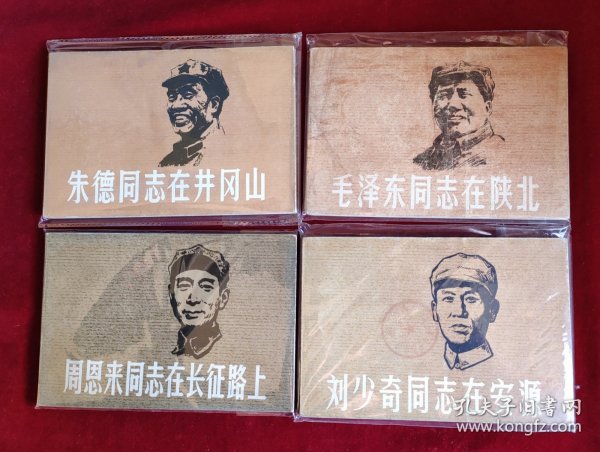 朱德同志在井冈山
毛泽东同志在陕北
周恩来同志在长征路上
刘少奇同志在安源
孔夫子旧书网
www.kongfz.com